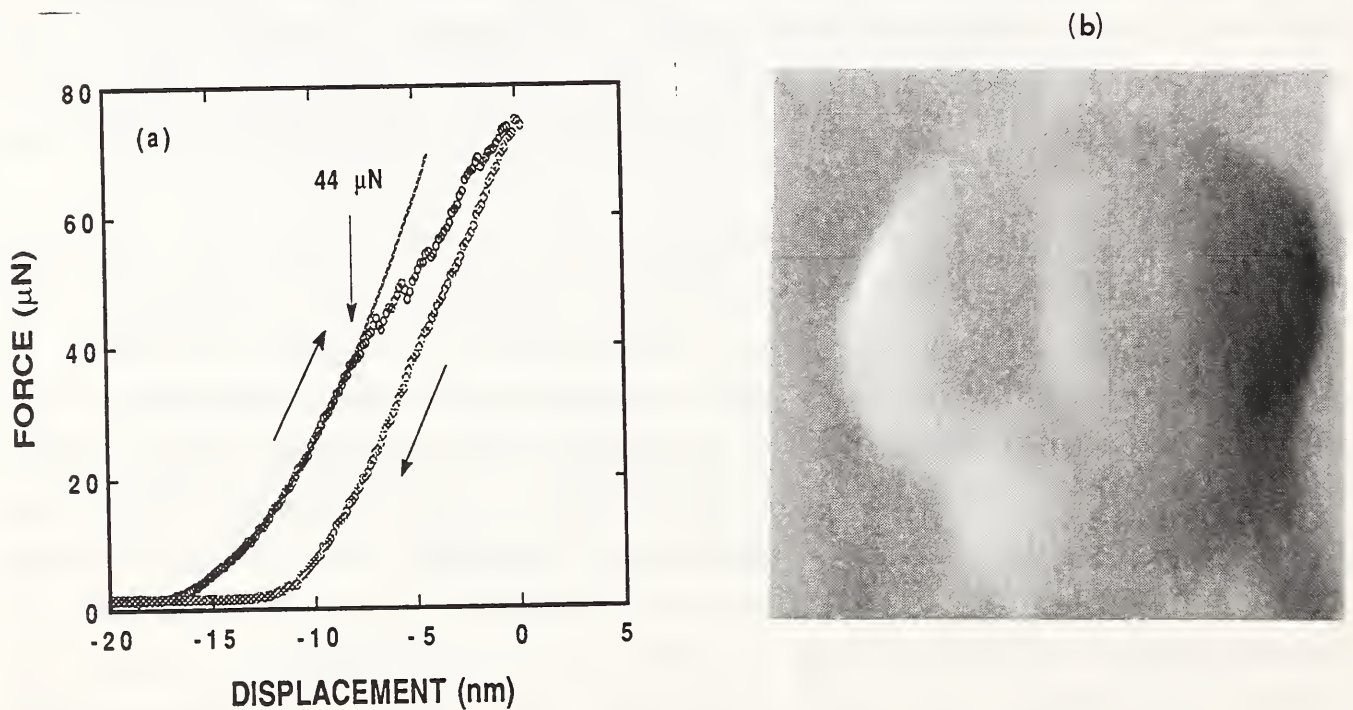 (b)
80
(a)
44 μN
60
FORCE (μN)
40
20
0
-20 -15 -10 -5 0 5
DISPLACEMENT (nm)